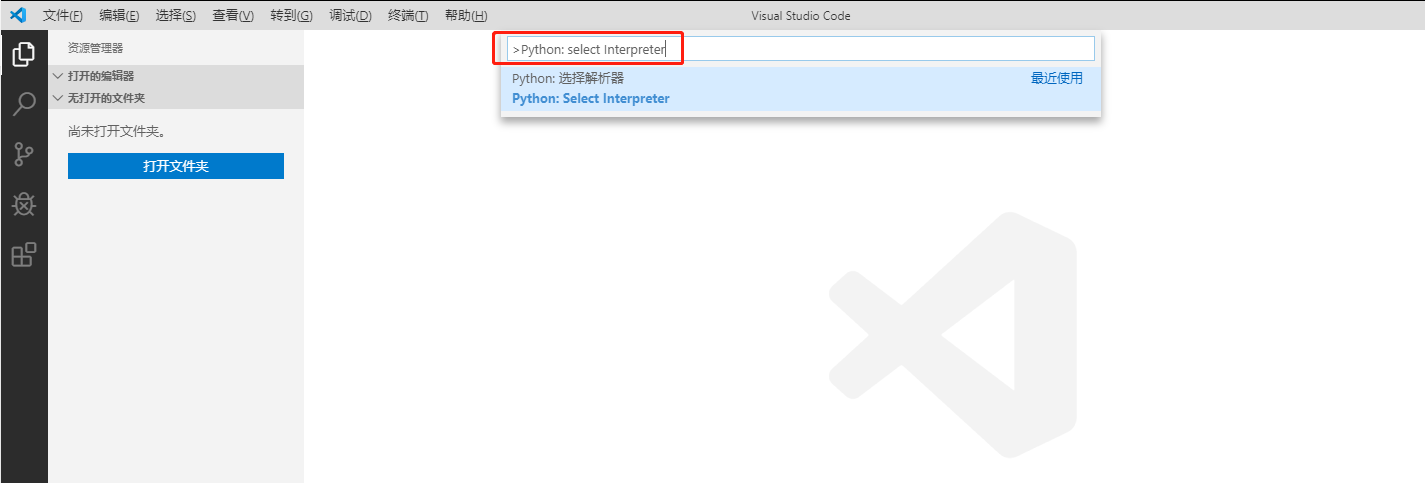 文件(F) 编辑(E) 选择(S) 查看(V) 转到(G) 调试(D) 终端(T) 帮助(H) Visual Studio Code
资源管理器
打开的编辑器
无打开的文件夹
尚未打开文件夹。
打开文件夹
>Python: select Interpreter
Python: 选择解析器 最近使用
Python: Select Interpreter